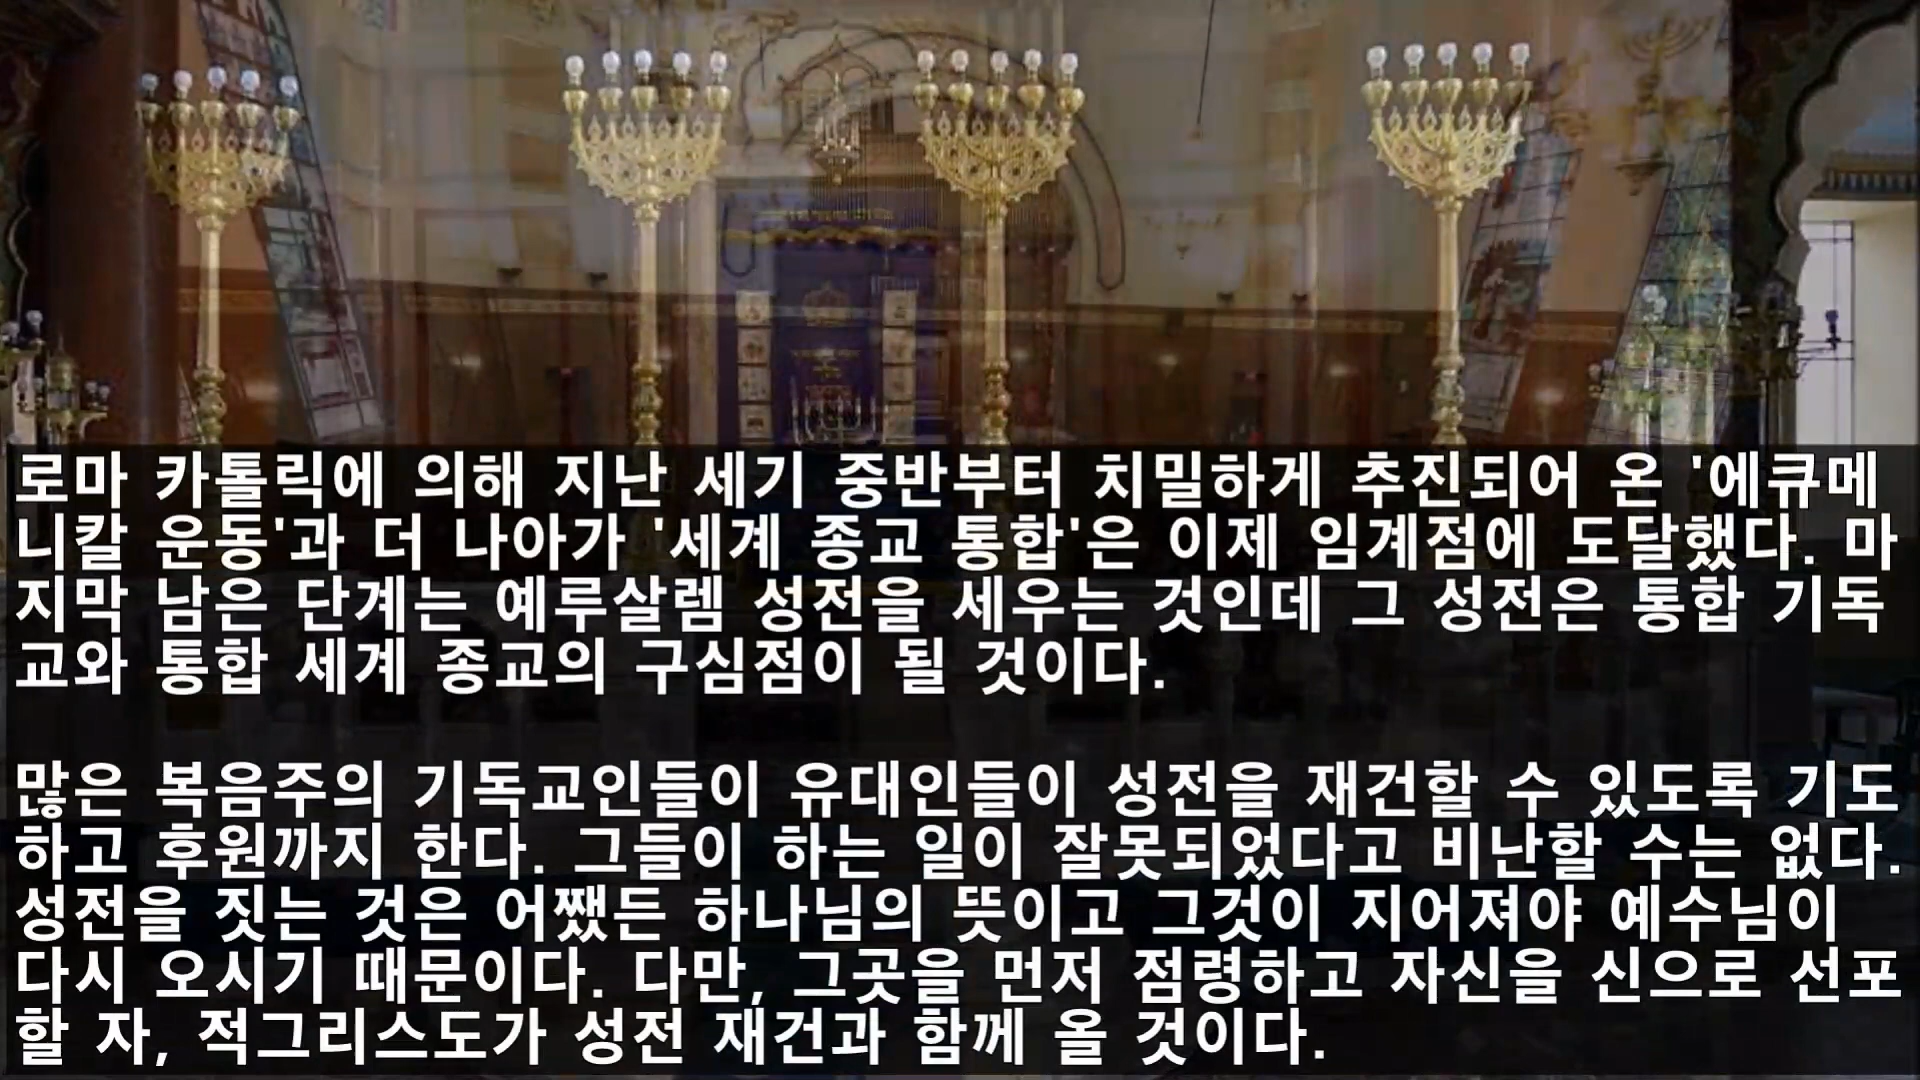 로마 카톨릭에 의해 지난 세기 중반부터 치밀하게 추진되어 온 '에큐메
니칼 운동'과 더 나아가 '세계 종교 통합'은 이제 임계점에 도달했다. 마
지막 남은 단계는 예루살렘 성전을 세우는 것인데 그 성전은 통합 기독
교와 통합 세계 종교의 구심점이 될 것이다.
많은 복음주의 기독교인들이 유대인들이 성전을 재건할 수 있도록 기도
하고 후원까지 한다. 그들이 하는 일이 잘못되었다고 비난할 수는 없다.
성전을 짓는 것은 어쨌든 하나님의 뜻이고 그것이 지어져야 예수님이
다시 오시기 때문이다. 다만, 그곳을 먼저 점령하고 자신을 신으로 선포
할 자, 적그리스도가 성전 재건과 함께 올 것이다.